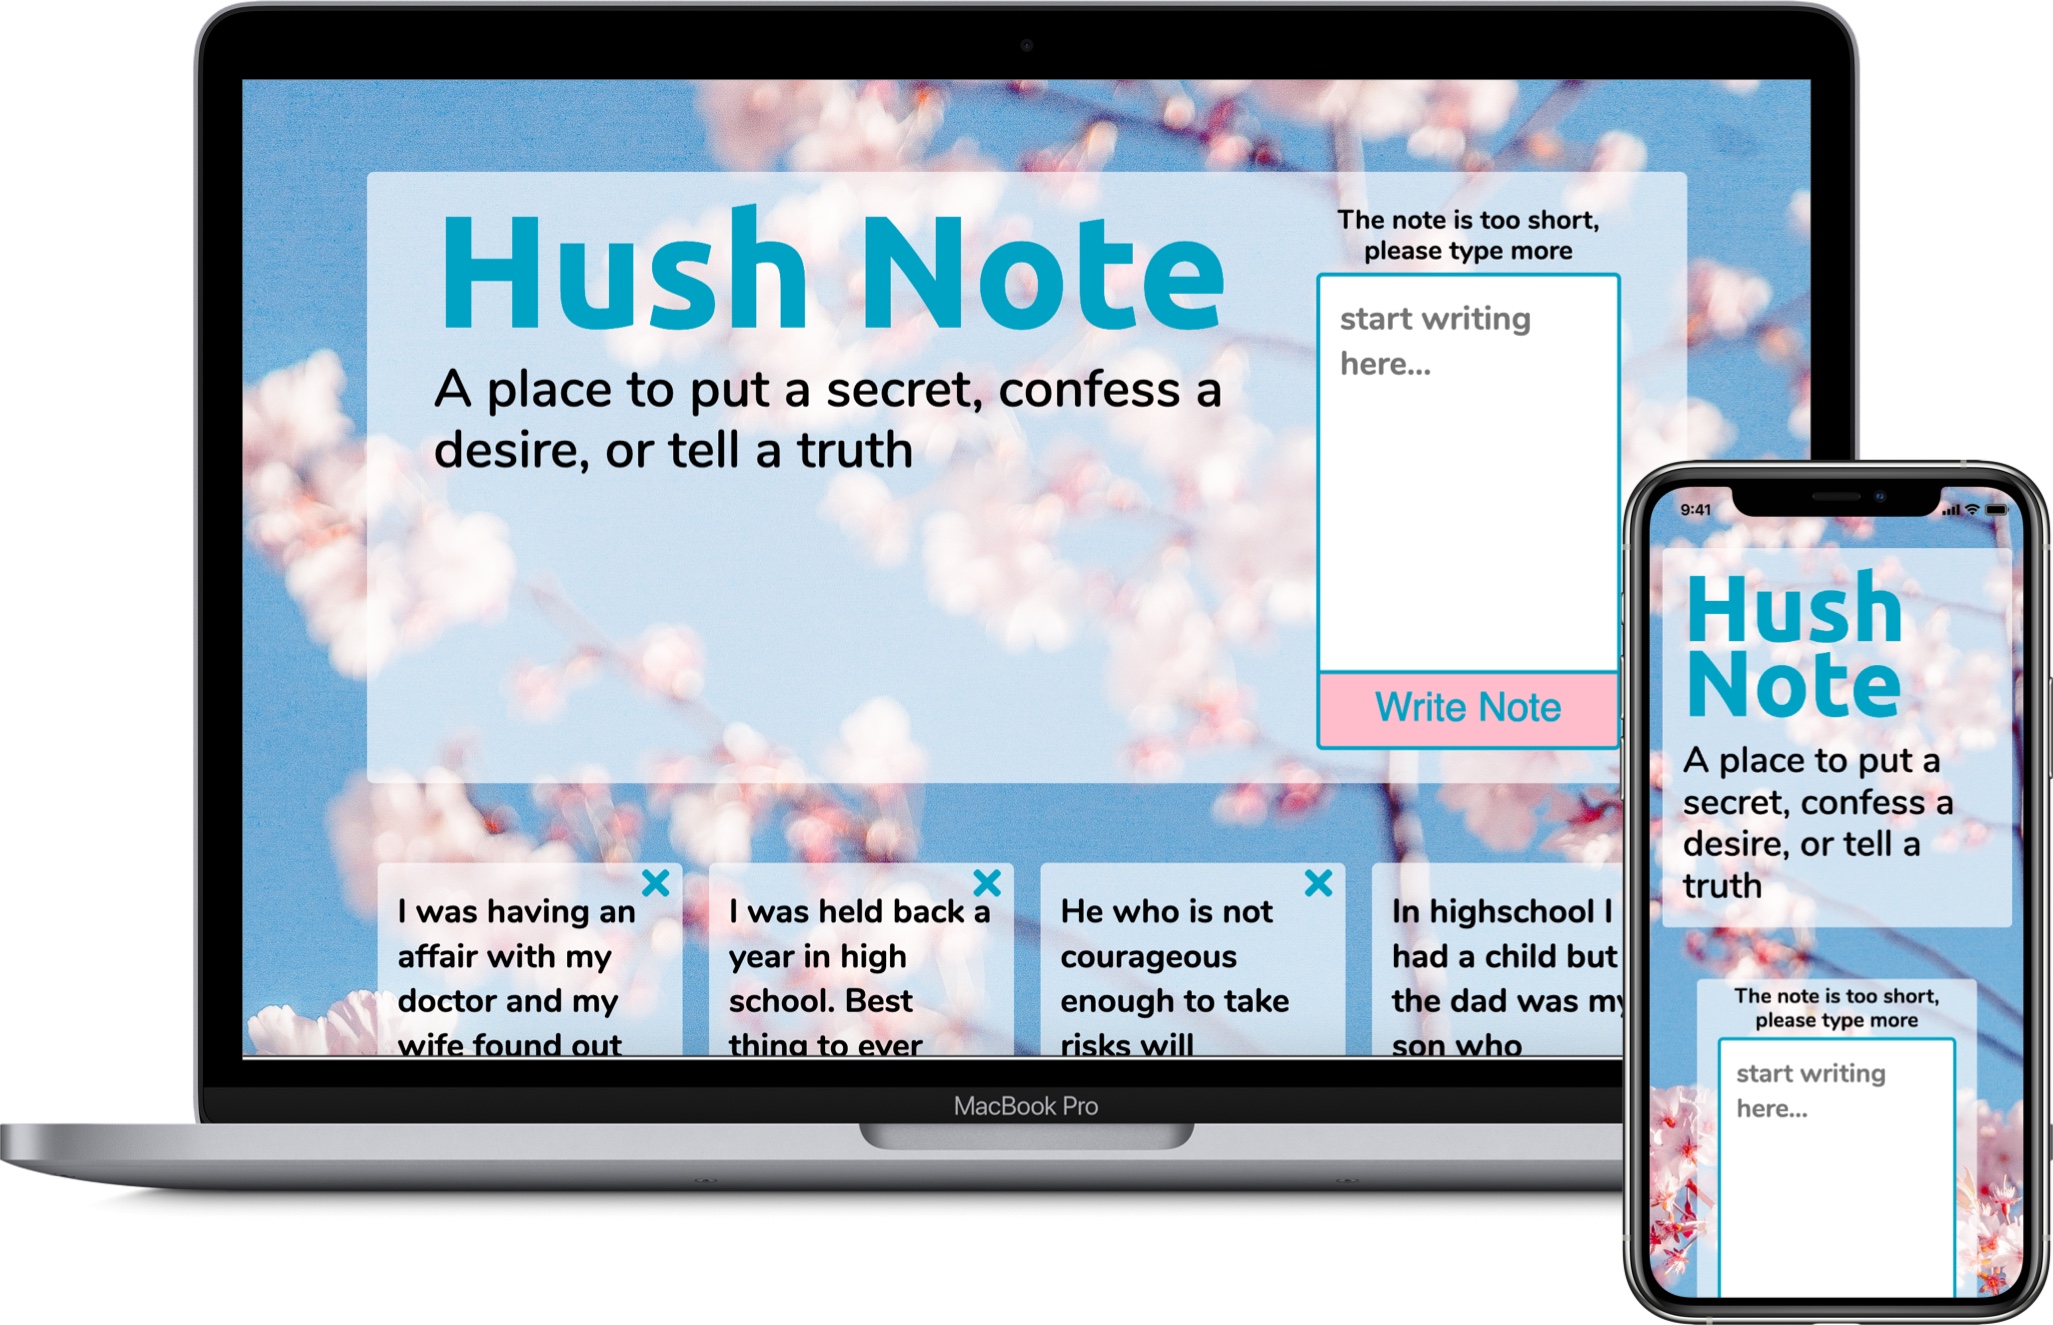 Hush Note
A place to put a secret, confess a
desire, or tell a truth
The note is too short,
please type more
start writing
here...
Write Note
I was having an
affair with my
doctor and my
wife found out
I was held back a
year in high
school. Best
thing to ever
He who is not
courageous
enough to take
risks will
In highschool I
had a child but
the dad was my
son who
MacBook Pro
9:41
Hush
Note
A place to put a
secret, confess a
desire, or tell a
truth
The note is too short,
please type more
start writing
here...